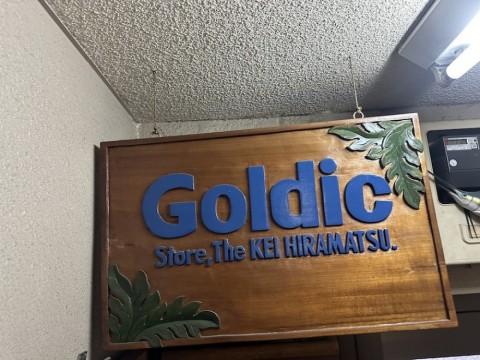 Goldic
Store, The KEI HIRAMATSU.